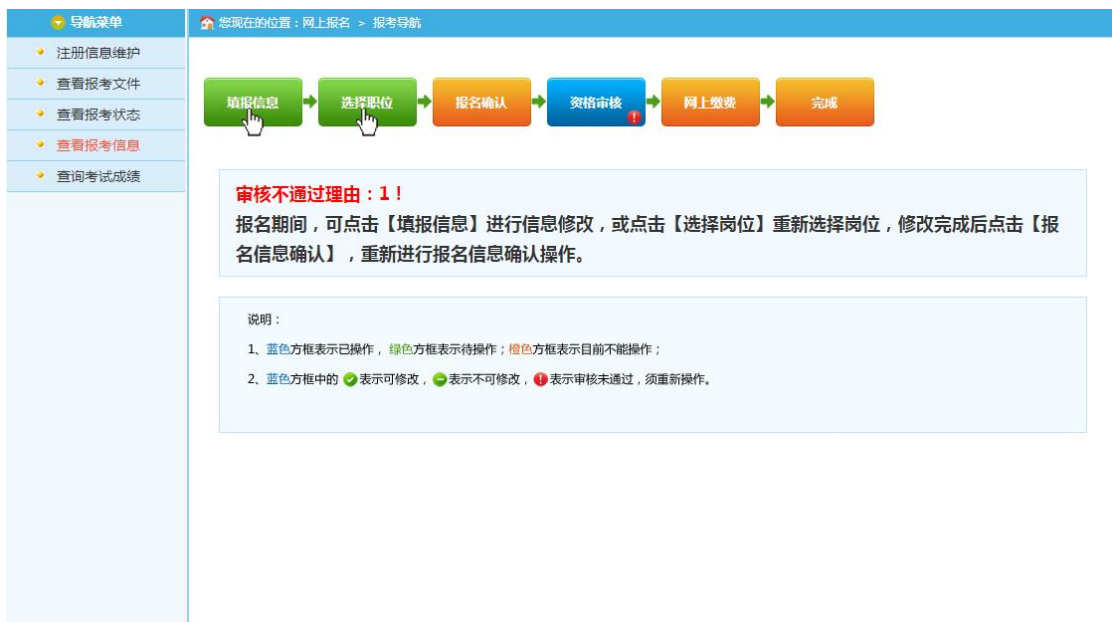 导航菜单
您现在的位置：网上报名 > 报考导航
注册信息维护
查看报考文件
查看报考状态
查看报考信息
查询考试成绩
填报信息
选择职位
报名确认
资格审核
网上缴费
完成
审核不通过理由：1！
报名期间，可点击【填报信息】进行信息修改，或点击【选择岗位】重新选择岗位，修改完成后点击【报
名信息确认】，重新进行报名信息确认操作。
说明：
1、蓝色方框表示已操作， 绿色方框表示待操作；橙色方框表示目前不能操作；
2、蓝色方框中的 表示可修改， 表示不可修改， 表示审核未通过，须重新操作。